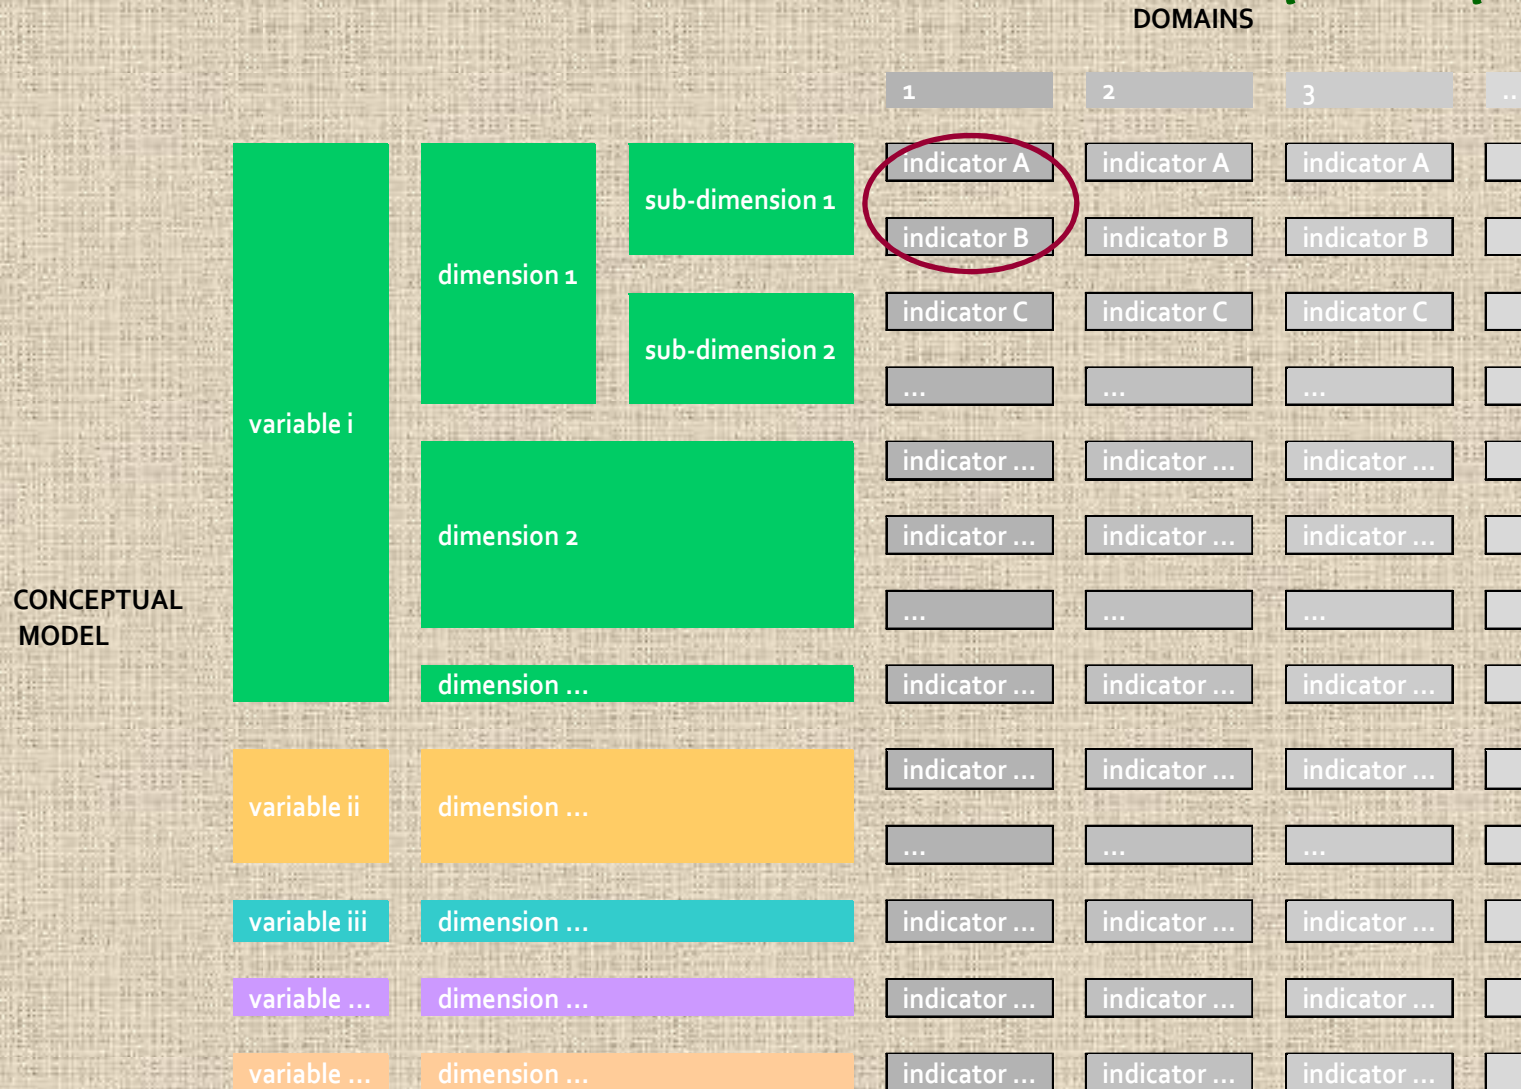 DOMAINS
1 2 3 ...
indicator A indicator A indicator A
sub-dimension 1
indicator B indicator B indicator B
dimension 1
indicator C indicator C indicator C
sub-dimension 2
... ... ...
variable i
indicator ... indicator ... indicator ...
dimension 2
indicator ... indicator ... indicator ...
CONCEPTUAL
MODEL
... ... ...
dimension ... indicator ... indicator ... indicator ...
indicator ... indicator ... indicator ...
variable ii dimension ...
... ... ...
variable iii dimension ... indicator ... indicator ... indicator ...
variable ... dimension ... indicator ... indicator ... indicator ...
variable ... dimension ... indicator ... indicator ... indicator ...